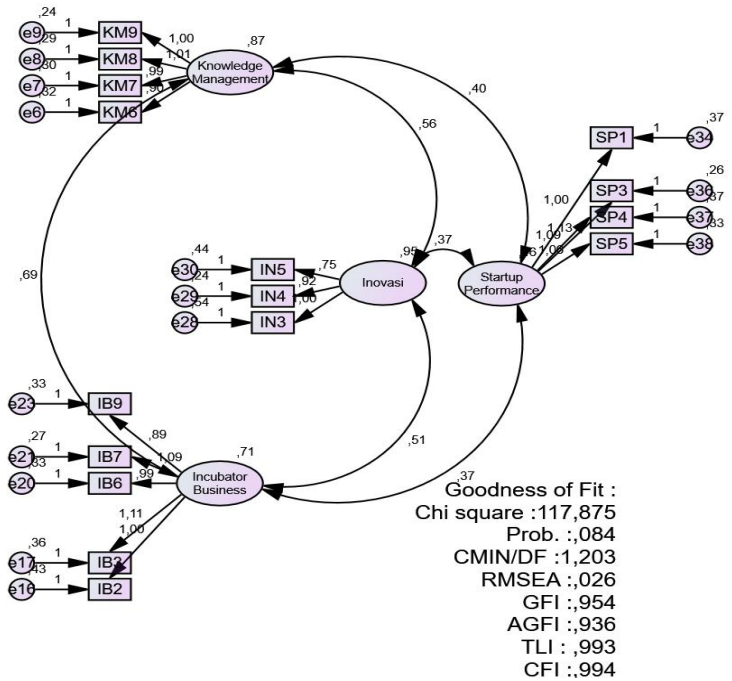 ,24
e9 1 KM9
,29
e8 1 KM8
,30
e7 1 KM7
,32
e6 1 KM6
1,00
1,01
,99
,90
,87
Knowledge
Management
,40
,56
,69
,37
SP1 1 e34
,26
SP3 1 e36
,37
SP4 1 e37
,33
SP5 1 e38
1,00
1,13
1,09
Startup
Performance
,37
,95
Inovasi
,44
e30 1 IN5
,24
e29 1 IN4
,54
e28 1 IN3
,75
,92
1,00
,33
e23 1 IB9
,27
e21 1 IB7
,33
e20 1 IB6
,36
e17 1 IB3
,43
e16 1 IB2
,89
1,09
,99
1,11
1,00
,71
Incubator
Business
,51
,37
Goodness of Fit :
Chi square :117,875
Prob. :,084
CMIN/DF :1,203
RMSEA :,026
GFI :,954
AGFI :,936
TLI :,993
CFI :,994